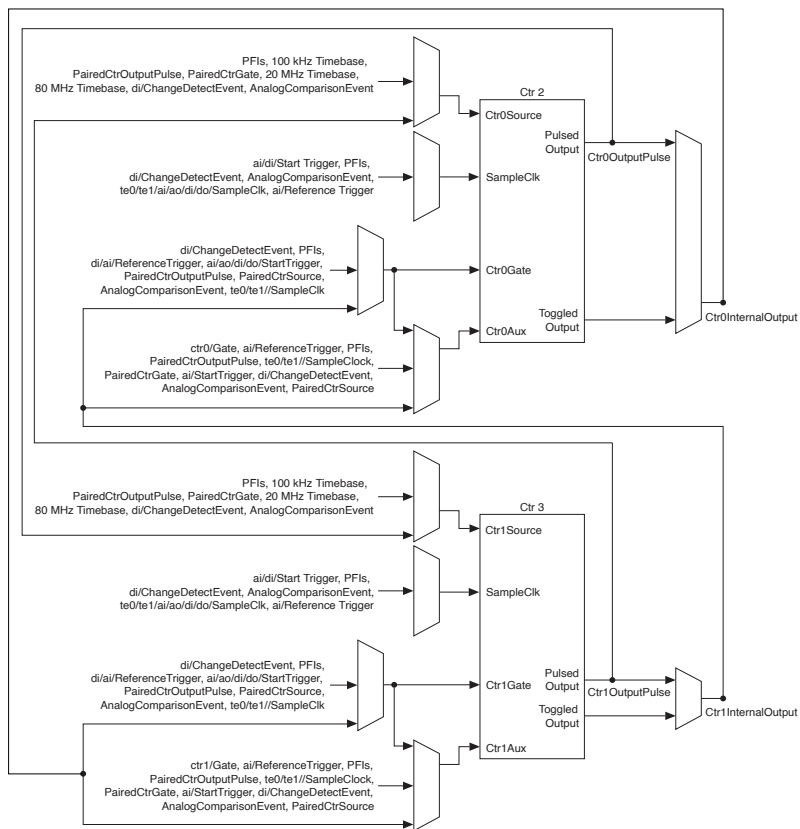 PFIs, 100 kHz Timebase,
PairedCtrOutputPulse, PairedCtrGate, 20 MHz Timebase,
80 MHz Timebase, di/ChangeDetectEvent, AnalogComparisonEvent
Ctr 2
Ctr0Source
Pulsed
Output
Ctr0OutputPulse
ai/di/Start Trigger, PFIs,
di/ChangeDetectEvent, AnalogComparisonEvent,
te0/te1/ai/ao/di/do/SampleClk, ai/Reference Trigger
SampleClk
di/ChangeDetectEvent, PFIs,
di/ai/ReferenceTrigger, ai/ao/di/do/StartTrigger,
PairedCtrOutputPulse, PairedCtrSource,
AnalogComparisonEvent, te0/te1//SampleClk
Ctr0Gate
Toggled
Output
Ctr0InternalOutput
Ctr0Aux
ctr0/Gate, ai/ReferenceTrigger, PFIs,
PairedCtrOutputPulse, te0/te1//SampleClock,
PairedCtrGate, ai/StartTrigger, di/ChangeDetectEvent,
AnalogComparisonEvent, PairedCtrSource
PFIs, 100 kHz Timebase,
PairedCtrOutputPulse, PairedCtrGate, 20 MHz Timebase,
80 MHz Timebase, di/ChangeDetectEvent, AnalogComparisonEvent
Ctr 3
Ctr1Source
ai/di/Start Trigger, PFIs,
di/ChangeDetectEvent, AnalogComparisonEvent,
te0/te1/ai/ao/di/do/SampleClk, ai/Reference Trigger
SampleClk
di/ChangeDetectEvent, PFIs,
di/ai/ReferenceTrigger, ai/ao/di/do/StartTrigger,
PairedCtrOutputPulse, PairedCtrSource,
AnalogComparisonEvent, te0/te1//SampleClk
Ctr1Gate
Pulsed
Output
Ctr1OutputPulse
Toggled
Output
Ctr1InternalOutput
Ctr1Aux
ctr1/Gate, ai/ReferenceTrigger, PFIs,
PairedCtrOutputPulse, te0/te1//SampleClock,
PairedCtrGate, ai/StartTrigger, di/ChangeDetectEvent,
AnalogComparisonEvent, PairedCtrSource